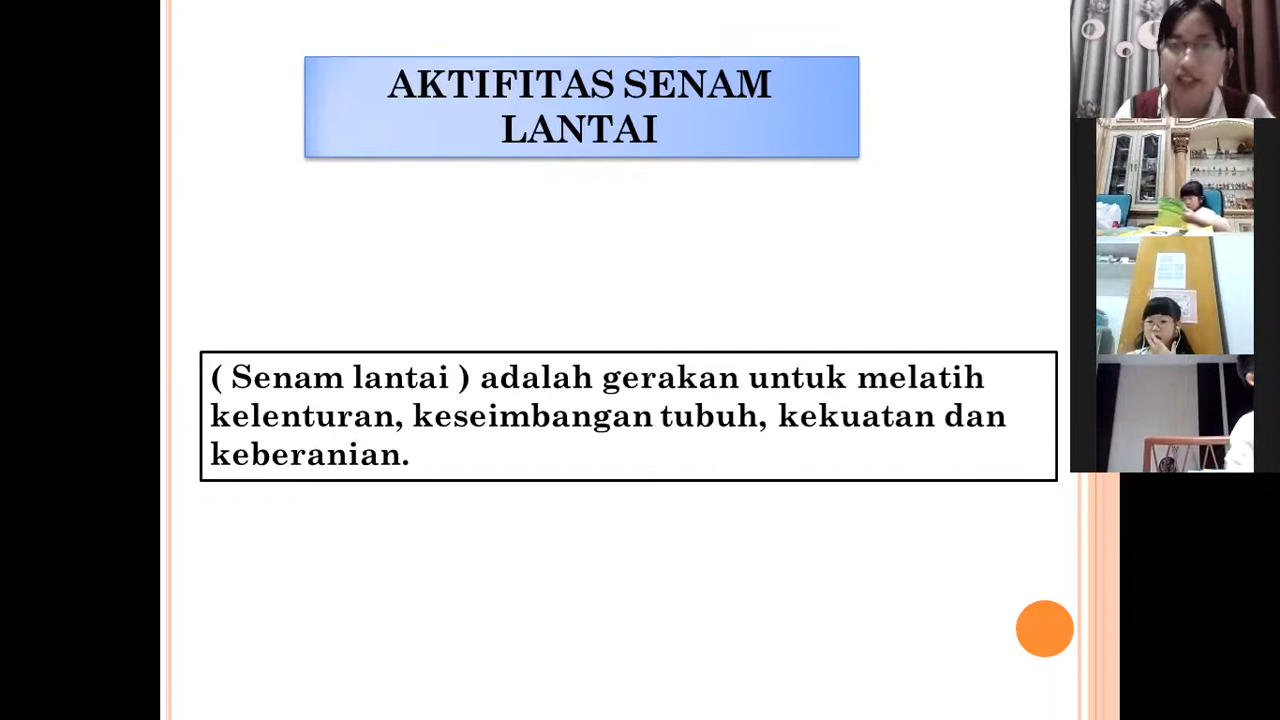 AKTIFITAS SENAM
LANTAI
( Senam lantai ) adalah gerakan untuk melatih
kelenturan, keseimbangan tubuh, kekuatan dan
keberanian.